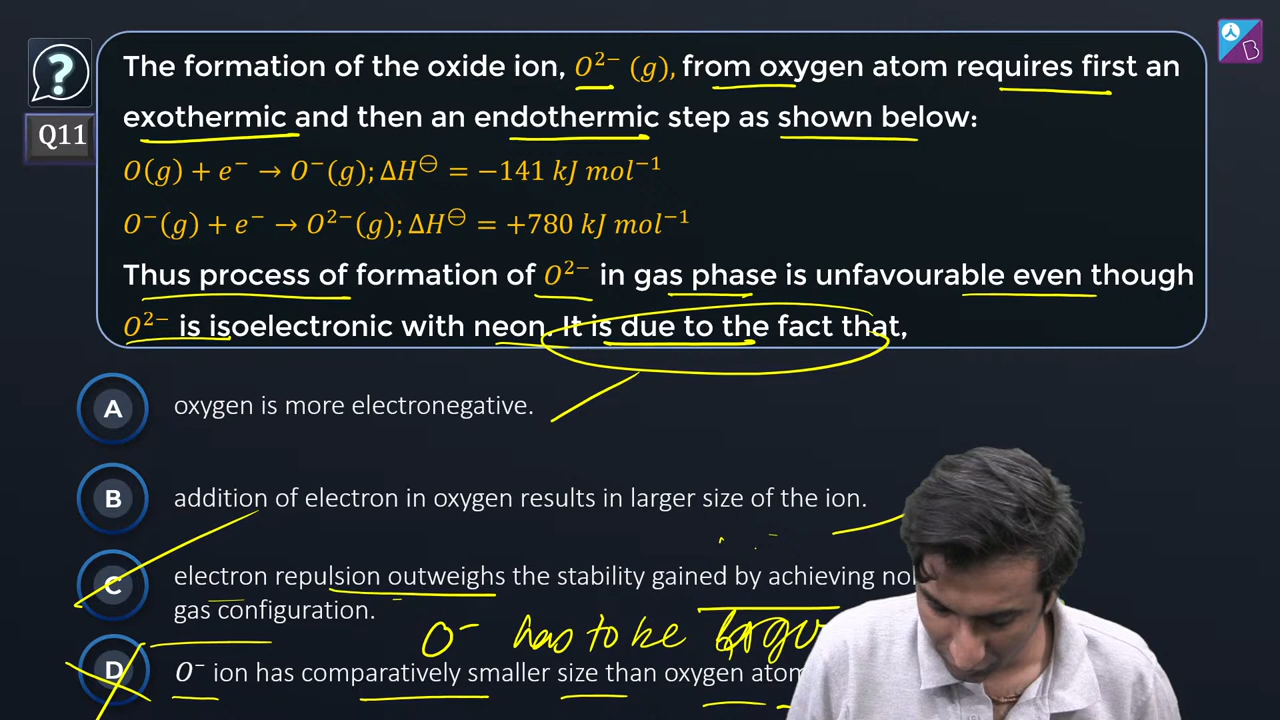 ?
Q11
The formation of the oxide ion, O²⁻ (g), from oxygen atom requires first an
exothermic and then an endothermic step as shown below:
O(g) + e⁻ → O⁻(g); ΔH⊖ = −141 kJ mol⁻¹
O⁻(g) + e⁻ → O²⁻(g); ΔH⊖ = +780 kJ mol⁻¹
Thus process of formation of O²⁻ in gas phase is unfavourable even though
O²⁻ is isoelectronic with neon. It is due to the fact that,
A oxygen is more electronegative.
B addition of electron in oxygen results in larger size of the ion.
C electron repulsion outweighs the stability gained by achieving
gas configuration.
O⁻ has to be
D O⁻ ion has comparatively smaller size than oxygen atom
B